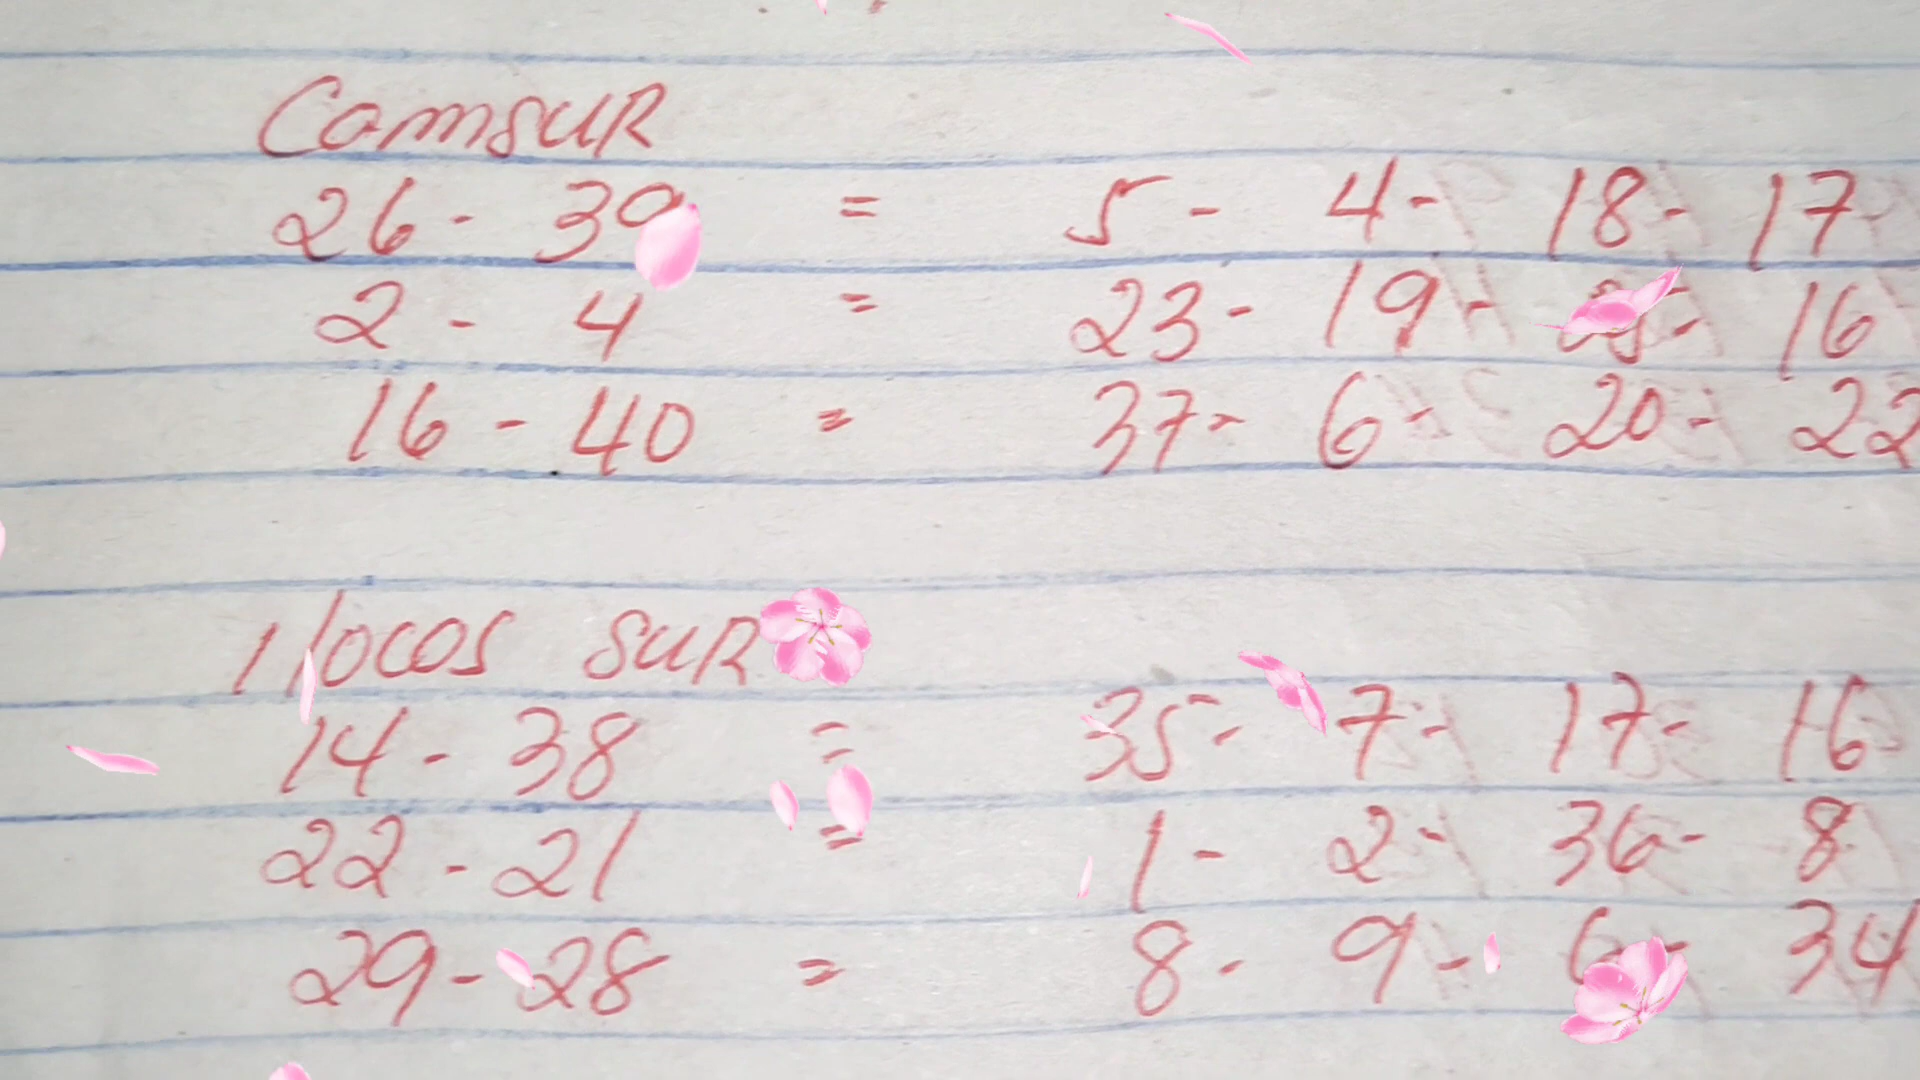 CamSUR
26 - 39 = 5 - 4 - 18 - 17
2 - 4 = 23 - 19 - - 16
16 - 40 = 37 - 6 - 20 - 22
Ilocos SUR
14 - 38 = 35 - 7 - 17 - 16
22 - 21 = 1 - 2 - 36 - 8
29 - 28 = 8 - 9 - 6 - 34